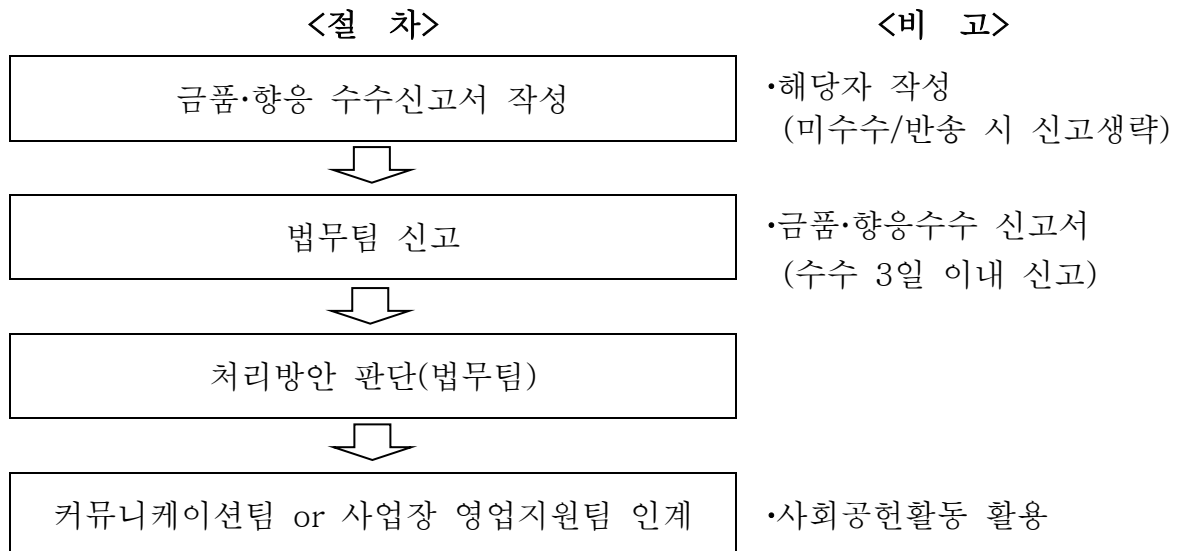 <절 차> <비 고>
금품·향응 수수신고서 작성
·해당자 작성
(미수수/반송 시 신고생략)
법무팀 신고
·금품·향응수수 신고서
(수수 3일 이내 신고)
처리방안 판단(법무팀)
커뮤니케이션팀 or 사업장 영업지원팀 인계
·사회공헌활동 활용